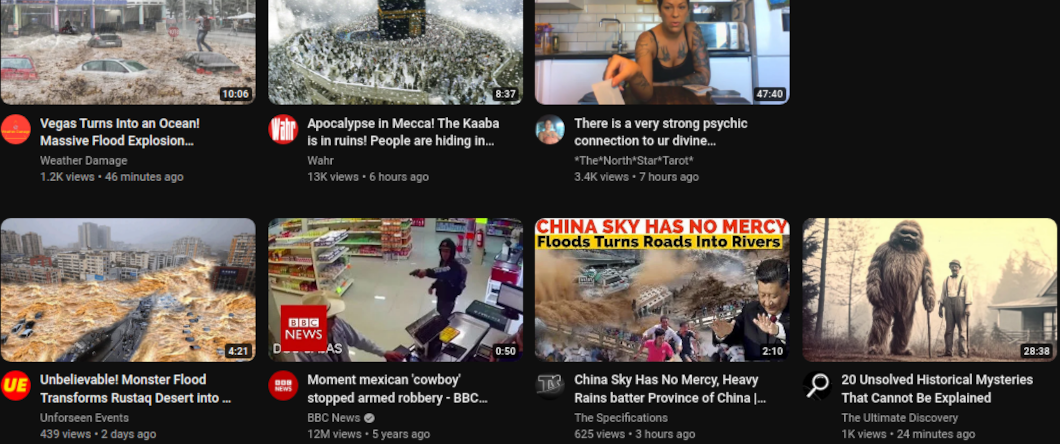 10:06
8:37
47:40
Vegas Turns Into an Ocean!
Massive Flood Explosion...
Weather Damage
1.2K views • 46 minutes ago
Wahr
Apocalypse in Mecca! The Kaaba
is in ruins! People are hiding in...
Wahr
13K views • 6 hours ago
There is a very strong psychic
connection to ur divine...
*The*North*Star*Tarot*
3.4K views • 7 hours ago
4:21
BBC
NEWS
0:50
CHINA SKY HAS NO MERCY
Floods Turns Roads Into Rivers
2:10
28:38
UE
Unbelievable! Monster Flood
Transforms Rustaq Desert into ...
Unforseen Events
439 views • 2 days ago
BBC
NEWS
Moment mexican 'cowboy'
stopped armed robbery - BBC...
BBC News
12M views • 5 years ago
China Sky Has No Mercy, Heavy
Rains batter Province of China |...
The Specifications
625 views • 3 hours ago
20 Unsolved Historical Mysteries
That Cannot Be Explained
The Ultimate Discovery
1K views • 24 minutes ago